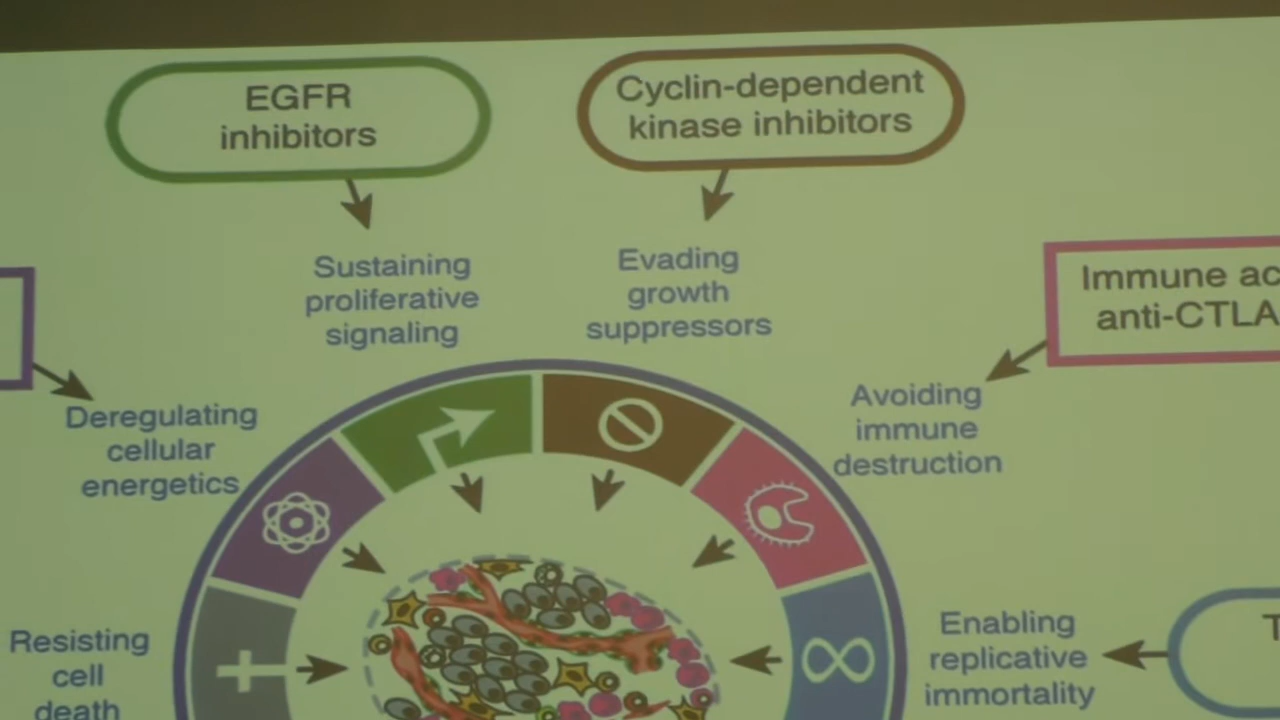 EGFR
inhibitors
Cyclin-dependent
kinase inhibitors
Sustaining
proliferative
signaling
Evading
growth
suppressors
Immune ac
anti-CTLA
Deregulating
cellular
energetics
Avoiding
immune
destruction
Resisting
cell
death
Enabling
replicative
immortality
T